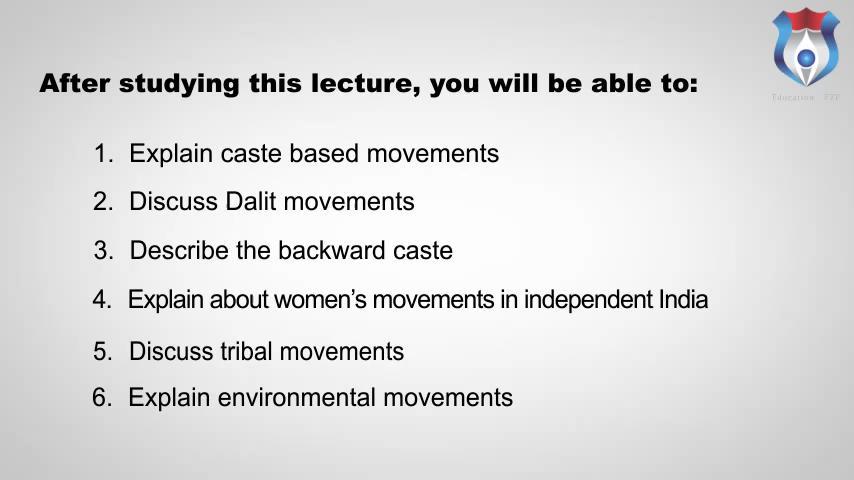 After studying this lecture, you will be able to:
1. Explain caste based movements
2. Discuss Dalit movements
3. Describe the backward caste
4. Explain about women's movements in independent India
5. Discuss tribal movements
6. Explain environmental movements
Education